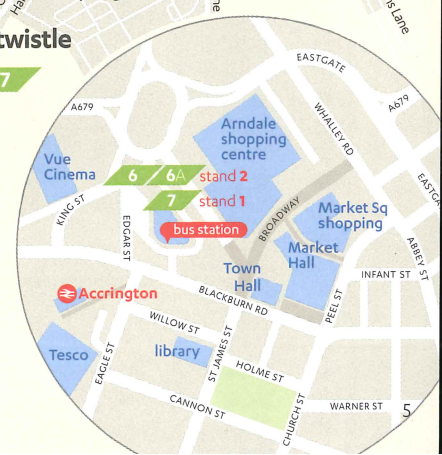 twistle
7
is Lane
EASTGATE
A679
WHALLEY RD
A679
Arndale
shopping
centre
Vue
Cinema
6 / 6A stand 2
7 stand 1
bus station
KING ST
EDGAR ST
BROADWAY
Market Sq
shopping
Market
Hall
EASTGA
ABBEY ST
Town
Hall
INFANT ST
Accrington
BLACKBURN RD
PEEL ST
WILLOW ST
library
ST JAMES ST
HOLME ST
Tesco
EAGLE ST
CANNON ST
CHURCH ST
WARNER ST
5